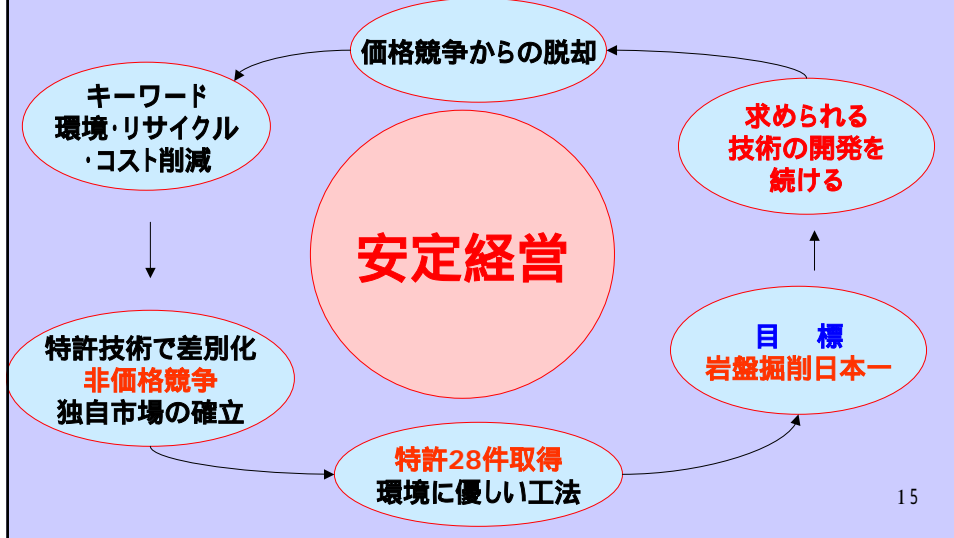 価格競争からの脱却
キーワード
環境・リサイクル
・コスト削減
求められる
技術の開発を
続ける
安定経営
特許技術で差別化
非価格競争
独自市場の確立
目　標
岩盤掘削日本一
特許28件取得
環境に優しい工法
15